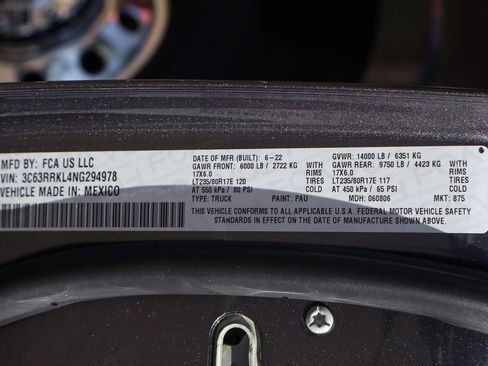 MFD BY: FCA US LLC
VIN: 3C63RRKL4NG294978
VEHICLE MADE IN: MEXICO
DATE OF MFR (BUILT): 6-22 GVWR: 14000 LB / 6351 KG
GAWR FRONT: 6000 LB / 2722 KG WITH GAWR REAR: 9750 LB / 4423 KG WITH
17X6.0 RIMS 17X6.0 RIMS
LT235/80R17E 120 TIRES LT235/80R17E 117 TIRES
AT 550 kPa / 80 PSI COLD AT 450 kPa / 65 PSI COLD
TYPE: TRUCK PAINT: PAU MDH: 060806 MKT: 875
THIS VEHICLE CONFORMS TO ALL APPLICABLE U.S.A. FEDERAL MOTOR VEHICLE SAFETY
STANDARDS IN EFFECT ON THE DATE OF MANUFACTURE SHOWN ABOVE.